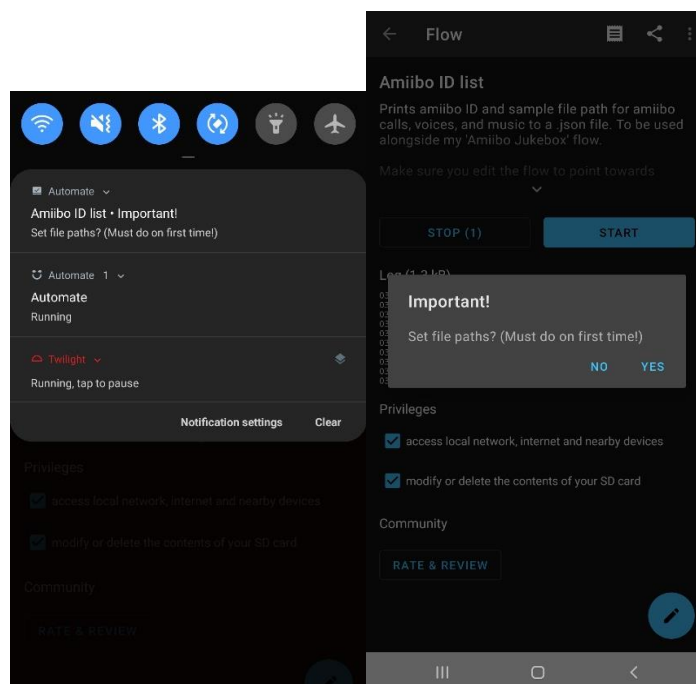 Automate
Amiibo ID list • Important!
Set file paths? (Must do on first time!)
Automate 1
Automate
Running
Twilight
Running, tap to pause
Notification settings Clear
Privileges
access local network, internet and nearby devices
modify or delete the contents of your SD card
Community
RATE & REVIEW
Flow
Amiibo ID list
Prints amiibo ID and sample file path for amiibo
calls, voices, and music to a .json file. To be used
alongside my 'Amiibo Jukebox' flow.
Make sure you edit the flow to point towards
STOP (1) START
Log (1.3 kB)
Important!
Set file paths? (Must do on first time!)
NO YES
Privileges
access local network, internet and nearby devices
modify or delete the contents of your SD card
Community
RATE & REVIEW